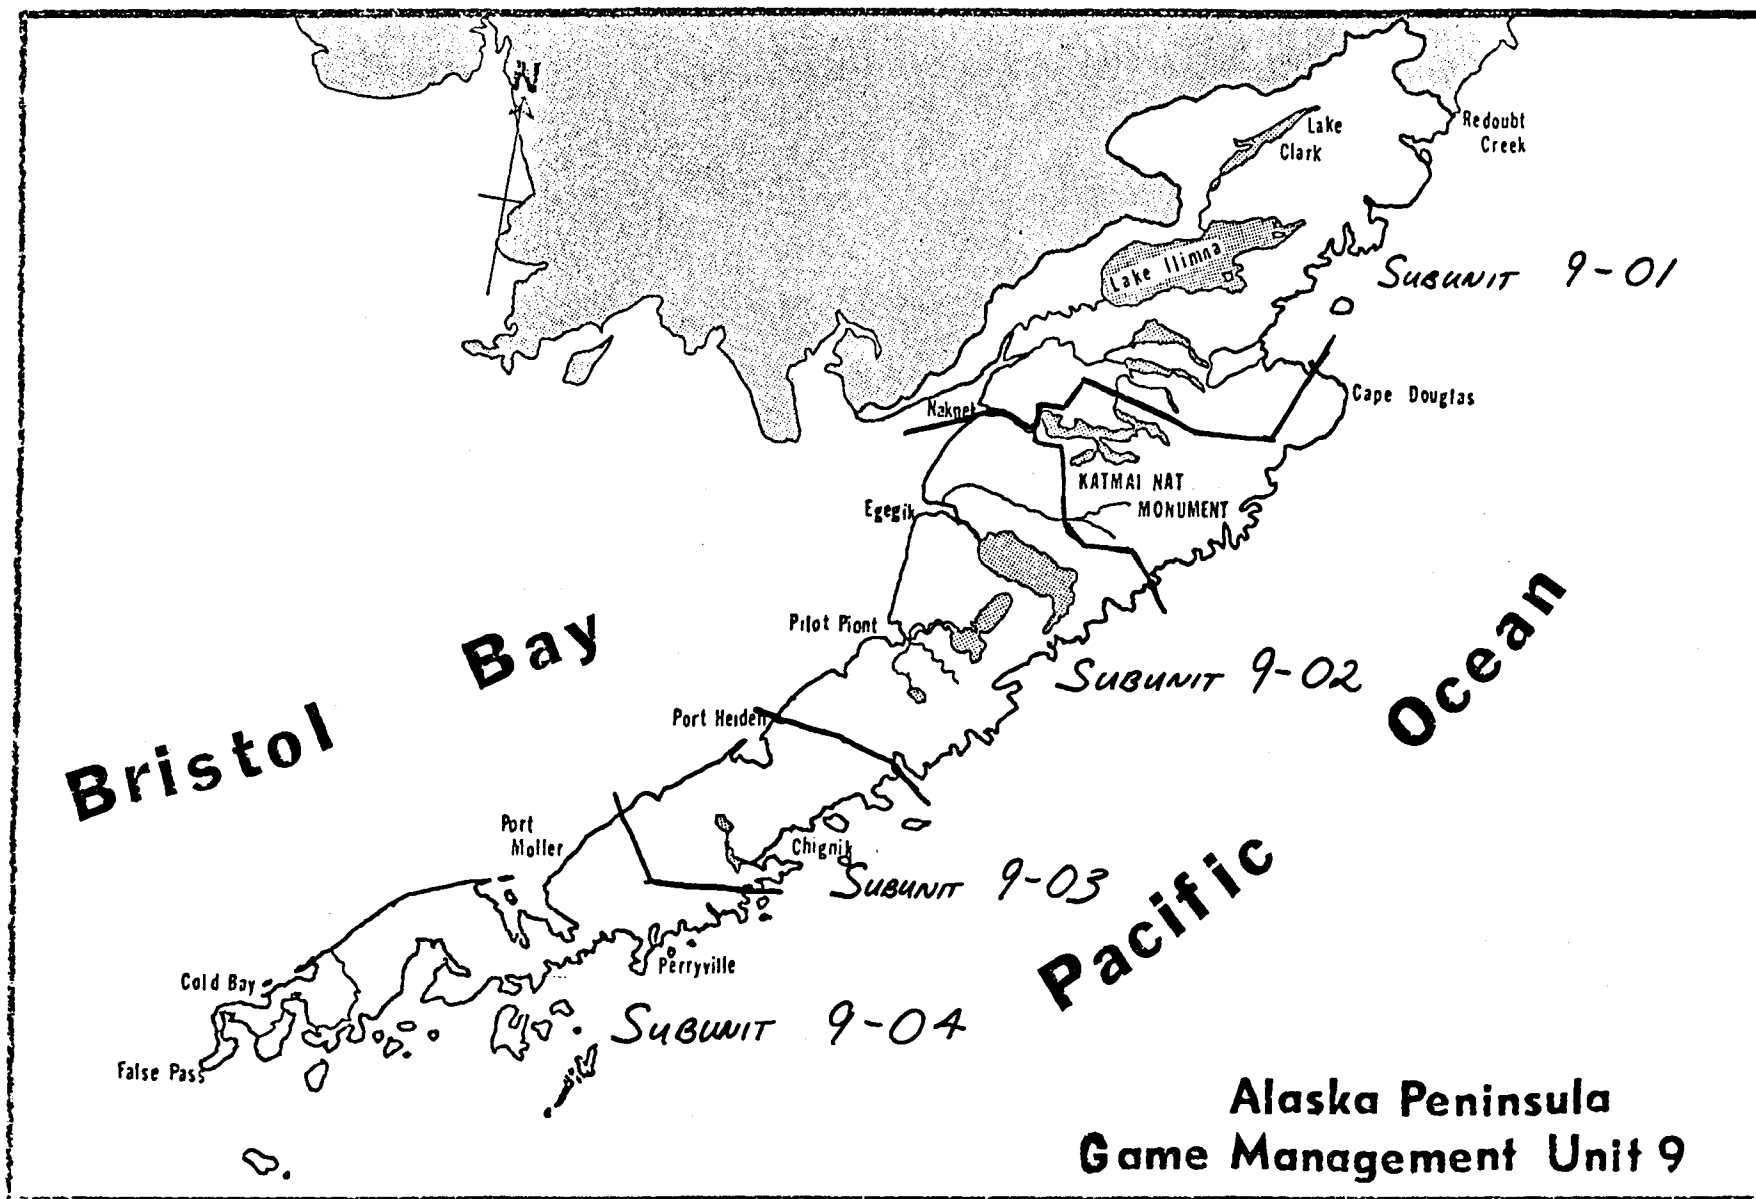 N
Lake
Clark
Redoubt
Creek
Lake Ilimna
SUBUNIT 9-01
Cape Douglas
Naknek
KATMAI NAT
MONUMENT
Egegik
Pilot Piont
Bristol Bay
SUBUNIT 9-02
Pacific Ocean
Port Heiden
Port
Moller
Chignik
SUBUNIT 9-03
Perryville
Cold Bay
SUBUNIT 9-04
False Pass
Alaska Peninsula
Game Management Unit 9